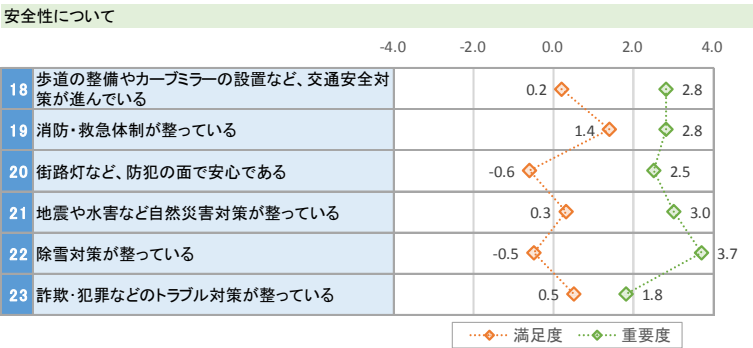 安全性について
-4.0 -2.0 0.0 2.0 4.0
18 歩道の整備やカーブミラーの設置など、交通安全対
策が進んでいる
0.2 2.8
19 消防・救急体制が整っている 1.4 2.8
20 街路灯など、防犯の面で安心である -0.6 2.5
21 地震や水害など自然災害対策が整っている 0.3 3.0
22 除雪対策が整っている -0.5 3.7
23 詐欺・犯罪などのトラブル対策が整っている 0.5 1.8
満足度 重要度